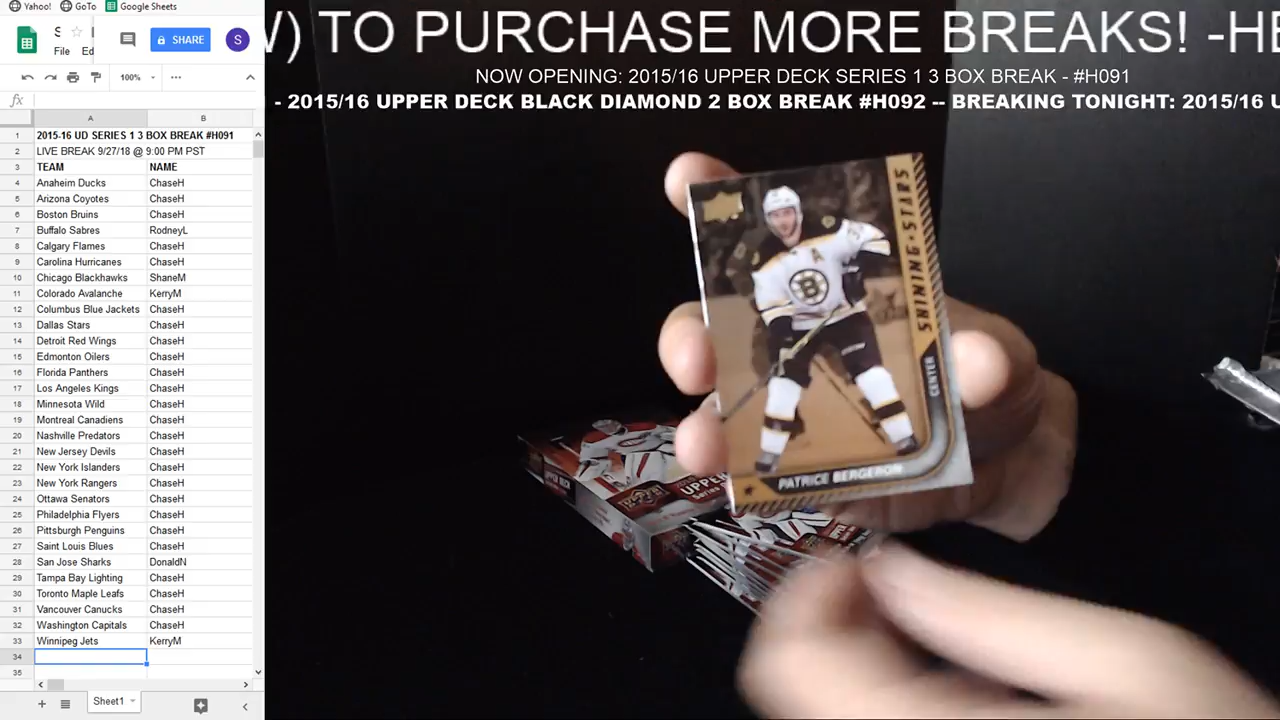 Yahoo! GoTo Google Sheets
S
File Ed
SHARE
S
100%
fx
A B
1 2015-16 UD SERIES 1 3 BOX BREAK #H091
2 LIVE BREAK 9/27/18 @ 9:00 PM PST
3 TEAM NAME
4 Anaheim Ducks ChaseH
5 Arizona Coyotes ChaseH
6 Boston Bruins ChaseH
7 Buffalo Sabres RodneyL
8 Calgary Flames ChaseH
9 Carolina Hurricanes ChaseH
10 Chicago Blackhawks ShaneM
11 Colorado Avalanche KerryM
12 Columbus Blue Jackets ChaseH
13 Dallas Stars ChaseH
14 Detroit Red Wings ChaseH
15 Edmonton Oilers ChaseH
16 Florida Panthers ChaseH
17 Los Angeles Kings ChaseH
18 Minnesota Wild ChaseH
19 Montreal Canadiens ChaseH
20 Nashville Predators ChaseH
21 New Jersey Devils ChaseH
22 New York Islanders ChaseH
23 New York Rangers ChaseH
24 Ottawa Senators ChaseH
25 Philadelphia Flyers ChaseH
26 Pittsburgh Penguins ChaseH
27 Saint Louis Blues ChaseH
28 San Jose Sharks DonaldN
29 Tampa Bay Lighting ChaseH
30 Toronto Maple Leafs ChaseH
31 Vancouver Canucks ChaseH
32 Washington Capitals ChaseH
33 Winnipeg Jets KerryM
34
35
Sheet1
W) TO PURCHASE MORE BREAKS! -HE
NOW OPENING: 2015/16 UPPER DECK SERIES 1 3 BOX BREAK - #H091
- 2015/16 UPPER DECK BLACK DIAMOND 2 BOX BREAK #H092 -- BREAKING TONIGHT: 2015/16 U
SHINING ★ STARS
CENTER
B
A
PATRICE BERGERON
UPPER